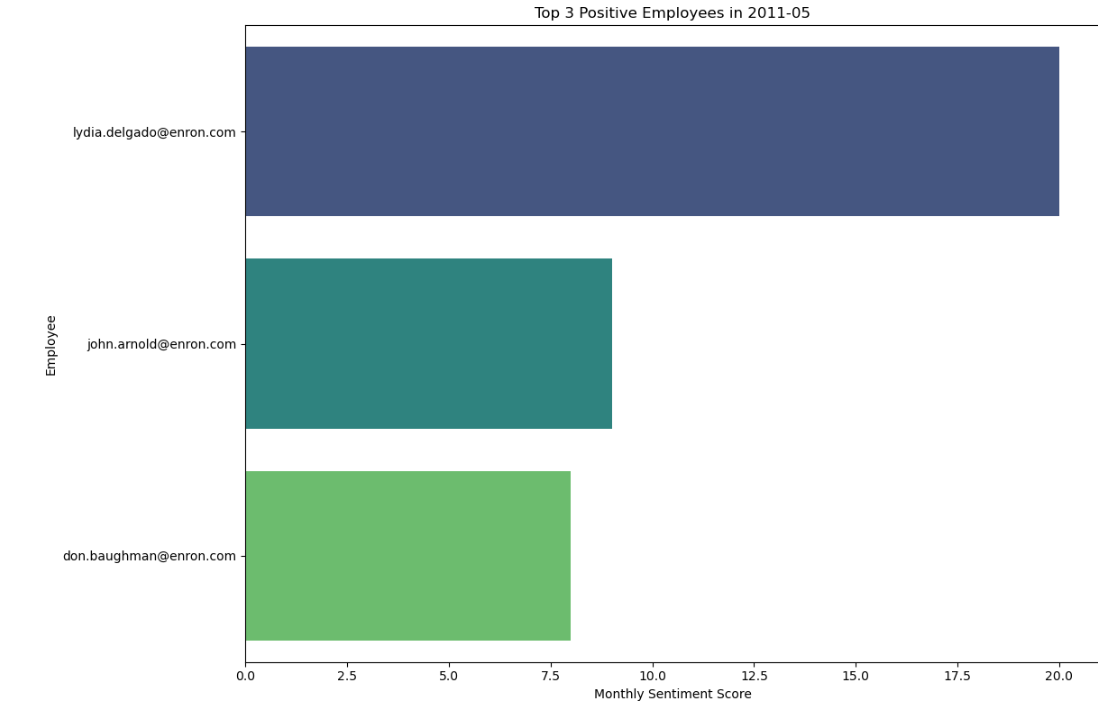 Top 3 Positive Employees in 2011-05
lydia.delgado@enron.com
john.arnold@enron.com
don.baughman@enron.com
Employee
0.0 2.5 5.0 7.5 10.0 12.5 15.0 17.5 20.0
Monthly Sentiment Score